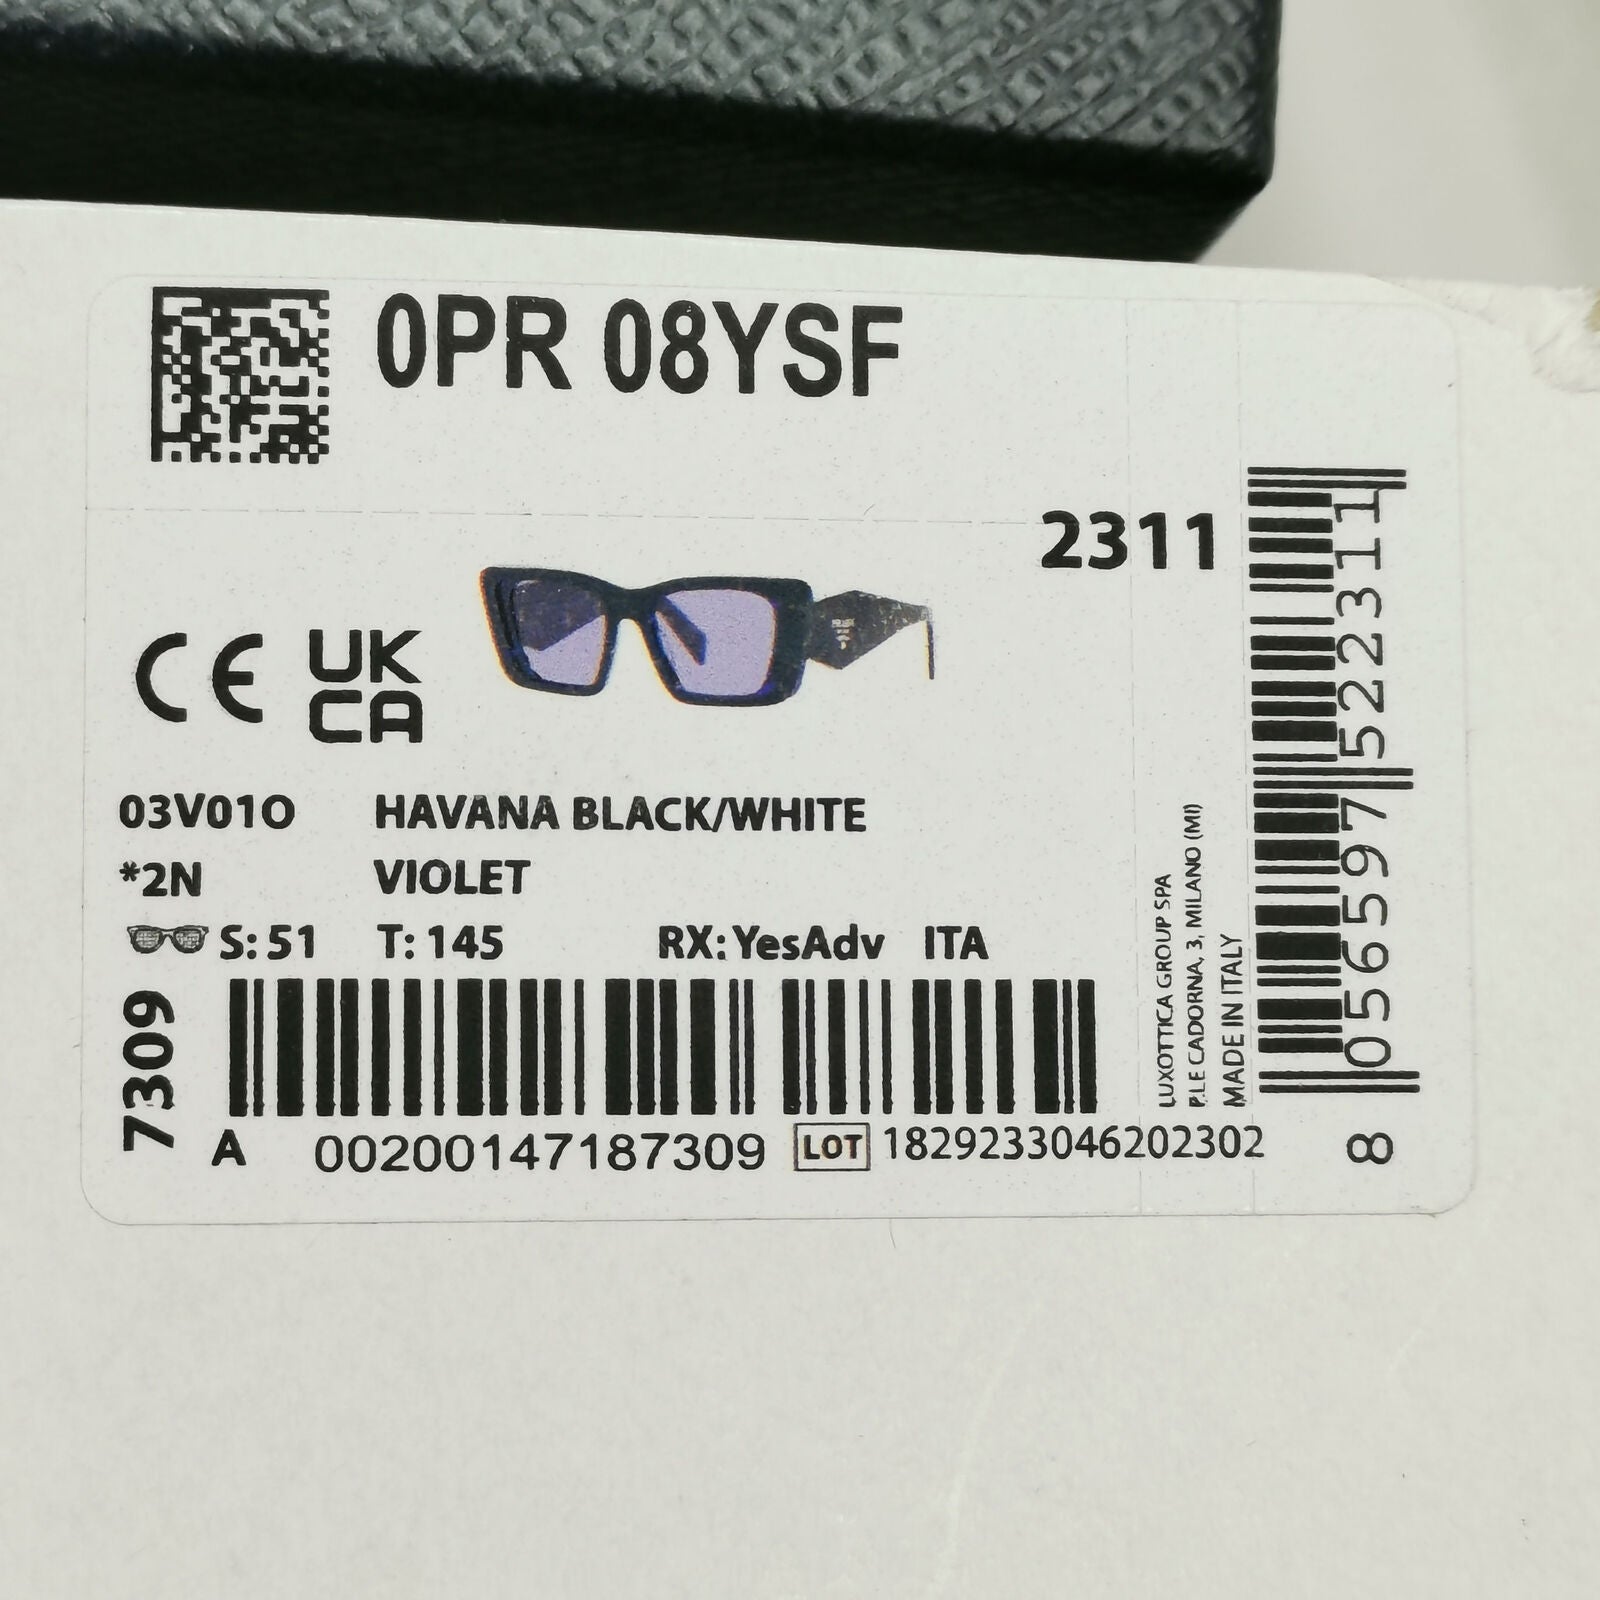 0PR 08YSF
2311
CE UK
CA
PRADA
03V01O HAVANA BLACK/WHITE
*2N VIOLET
S: 51 T: 145 RX: YesAdv ITA
7309
A 00200147187309 LOT 1829233046202302
LUXOTTICA GROUP SPA
P.LE CADORNA, 3, MILANO (MI)
MADE IN ITALY
8 056597 522311